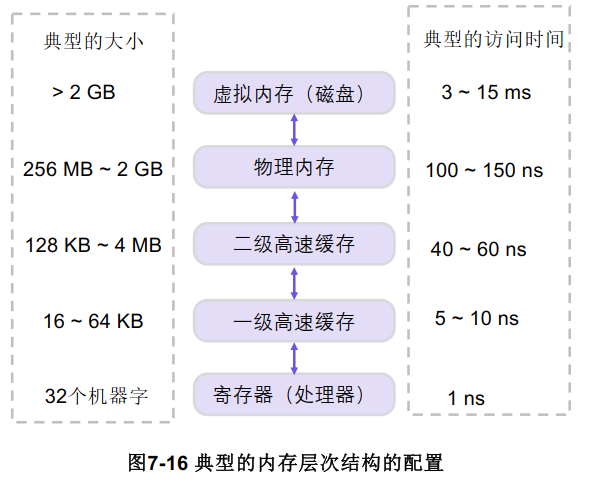 典型的大小
典型的访问时间
> 2 GB
虚拟内存（磁盘）
3 ~ 15 ms
256 MB ~ 2 GB
物理内存
100 ~ 150 ns
128 KB ~ 4 MB
二级高速缓存
40 ~ 60 ns
16 ~ 64 KB
一级高速缓存
5 ~ 10 ns
32个机器字
寄存器（处理器）
1 ns
图7-16 典型的内存层次结构的配置